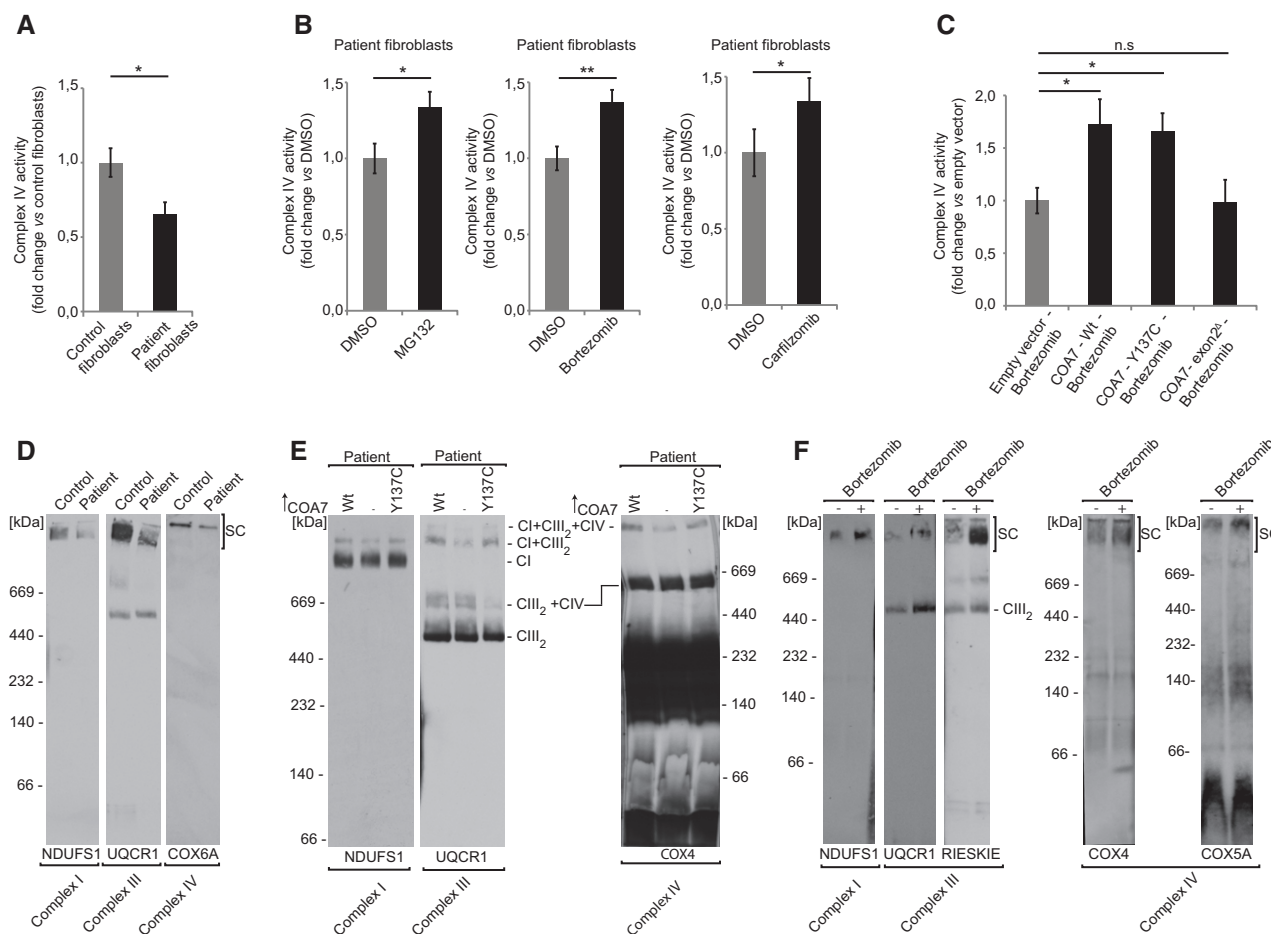 A
*
Complex IV activity
(fold change vs control fibroblasts)
1,5
1,0
0,5
0,0
Control
fibroblasts
Patient
fibroblasts
B
Patient fibroblasts
*
Complex IV activity
(fold change vs DMSO)
1,5
1,0
0,5
0,0
DMSO
MG132
Patient fibroblasts
**
Complex IV activity
(fold change vs DMSO)
1,5
1,0
0,5
0,0
DMSO
Bortezomib
Patient fibroblasts
*
Complex IV activity
(fold change vs DMSO)
1,5
1,0
0,5
0,0
DMSO
Carfilzomib
C
n.s
*
*
Complex IV activity
(fold change vs empty vector)
2,0
1,5
1,0
0,5
0,0
Empty vector -
Bortezomib
COA7 - Wt -
Bortezomib
COA7 - Y137C -
Bortezomib
COA7- exon2Δ -
Bortezomib
D
Control
Patient
Control
Patient
Control
Patient
[kDa]
SC
669 -
440 -
232 -
140 -
66 -
NDUFS1
UQCR1
COX6A
Complex I
Complex III
Complex IV
E
Patient
Patient
Patient
↑COA7
Wt
-
Y137C
Wt
-
Y137C
↑COA7
Wt
-
Y137C
[kDa]
669 -
440 -
232 -
140 -
66 -
- CI+CIII2+CIV -
- CI+CIII2
- CI
- CIII2 +CIV
- CIII2
[kDa]
- 669
- 440
- 232
- 140
- 66
NDUFS1
UQCR1
COX4
Complex I
Complex III
Complex IV
F
Bortezomib
Bortezomib
Bortezomib
Bortezomib
Bortezomib
- +
- +
- +
- +
- +
[kDa]
SC
669 -
440 -
232 -
140 -
66 -
- CIII2
[kDa]
SC
669 -
440 -
232 -
140 -
66 -
[kDa]
SC
669-
440-
232 -
140-
66-
NDUFS1
UQCR1
RIESKIE
COX4
COX5A
Complex I
Complex III
Complex IV